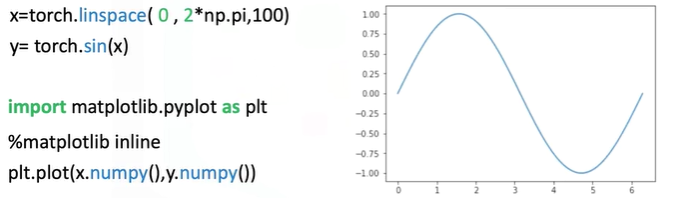 x=torch.linspace( 0 , 2*np.pi,100)
y= torch.sin(x)
import matplotlib.pyplot as plt
%matplotlib inline
plt.plot(x.numpy(),y.numpy())
1.00
0.75
0.50
0.25
0.00
−0.25
−0.50
−0.75
−1.00
0 1 2 3 4 5 6